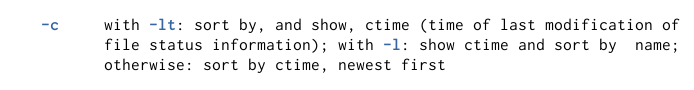 -c with -lt: sort by, and show, ctime (time of last modification of
file status information); with -l: show ctime and sort by name;
otherwise: sort by ctime, newest first